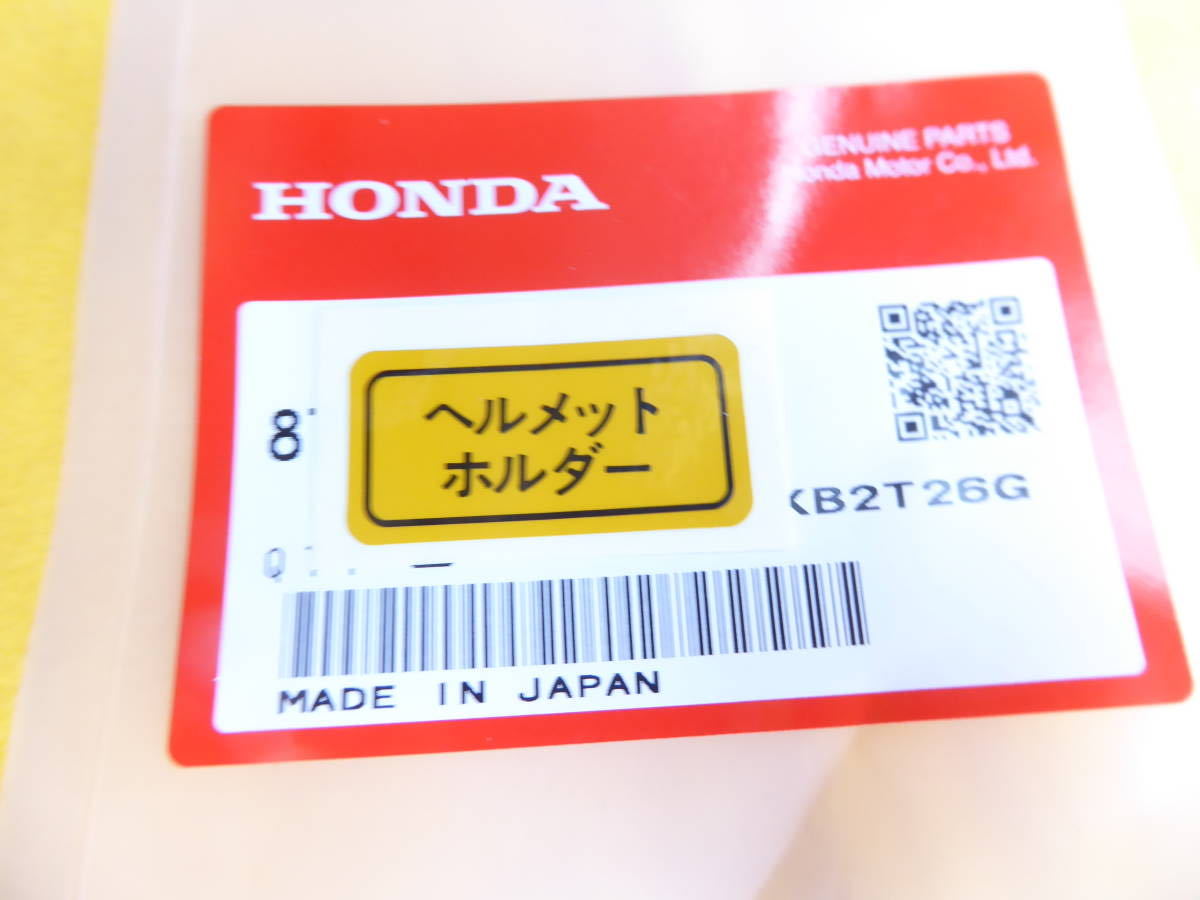 HONDA
GENUINE PARTS
Honda Motor Co., Ltd.
ヘルメット
ホルダー
8
KB2T26G
MADE IN JAPAN